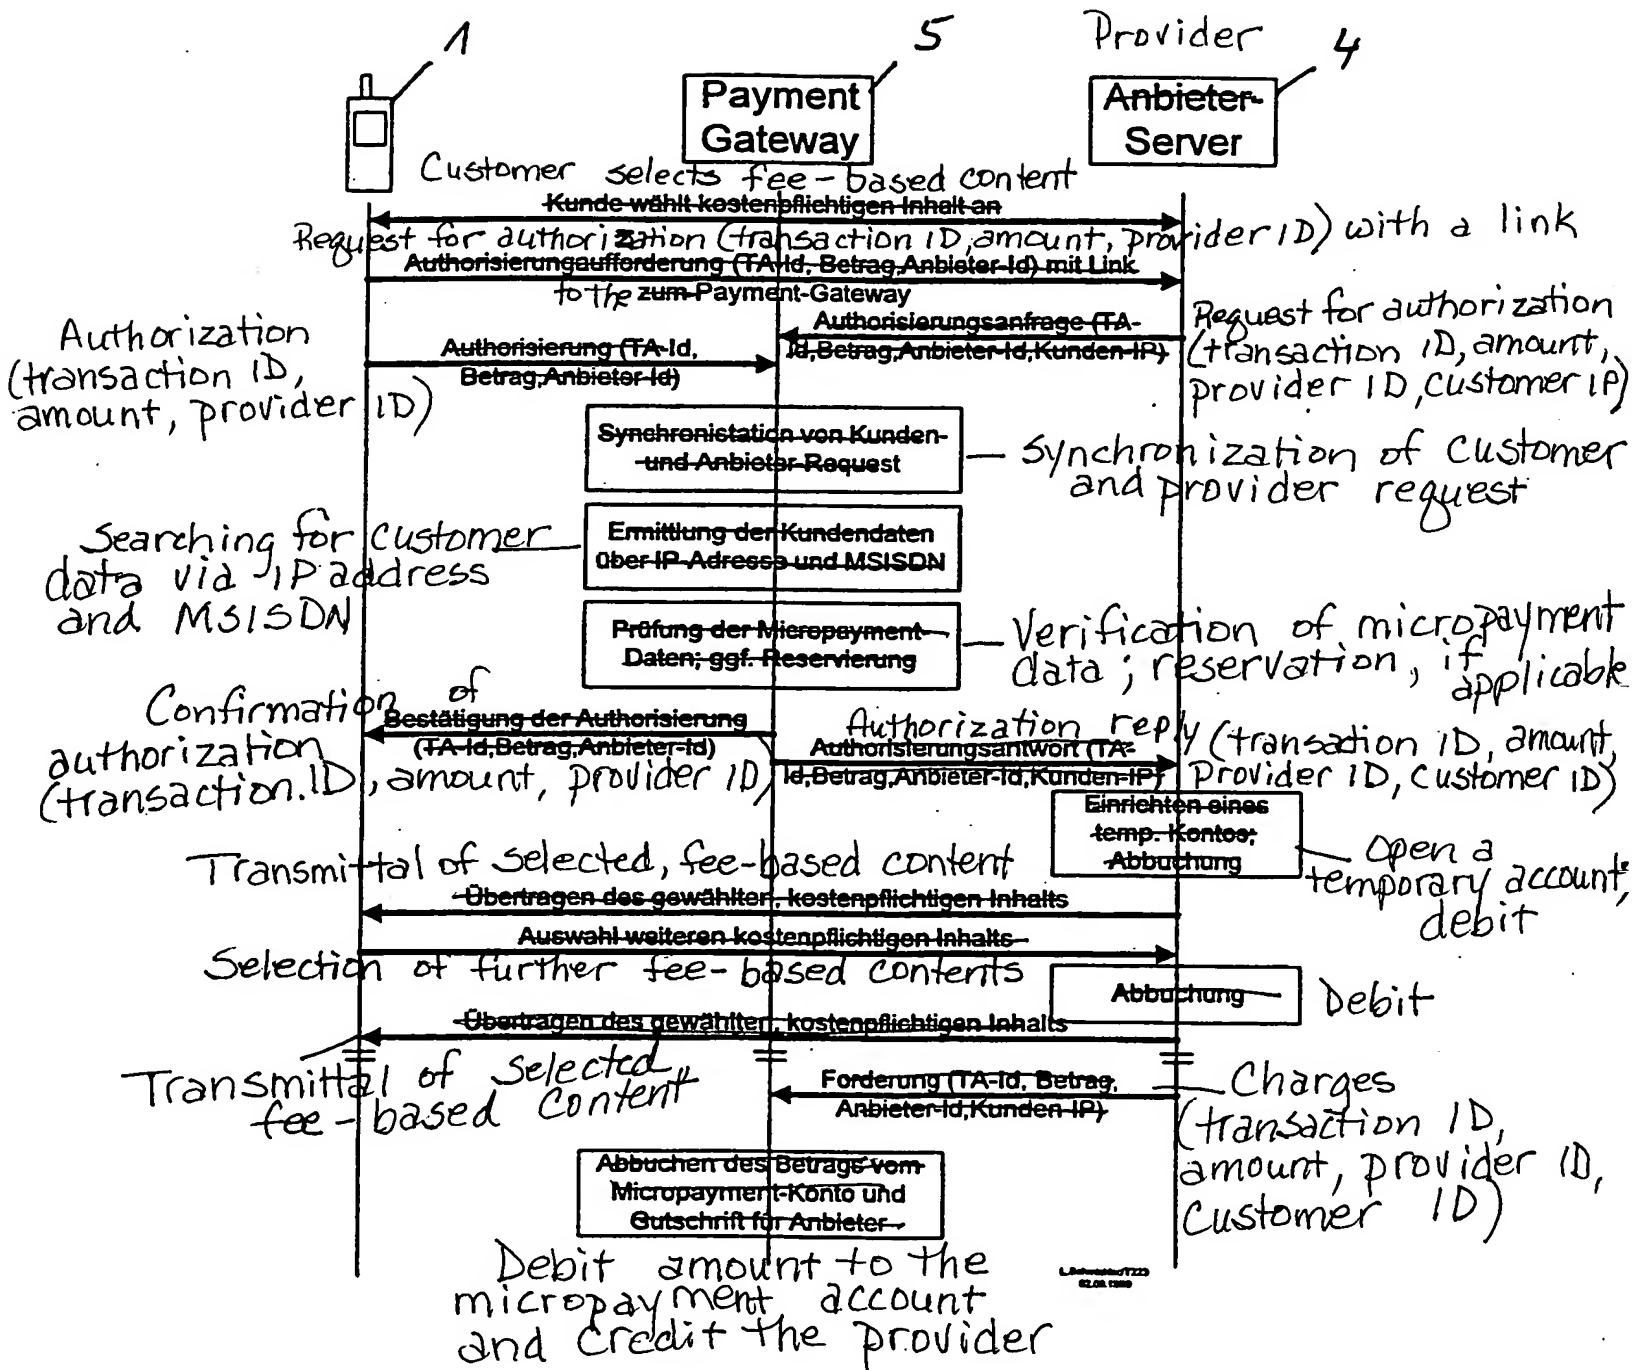 1
5
Provider
4
Payment
Gateway
Anbieter-
Server
Customer selects fee-based content
Kunde wählt kostenpflichtigen Inhalt an
Request for authorization (transaction ID, amount, provider ID) with a link
Authorisierungaufforderung (TA-Id, Betrag,Anbieter-Id) mit Link
to the zum Payment-Gateway
Authorization
(transaction ID,
amount, provider ID)
Authorisierung (TA-Id,
Betrag,Anbieter-Id)
Authorisierungsanfrage (TA-
Id,Betrag,Anbieter-Id,Kunden-IP)
Request for authorization
(transaction ID, amount,
provider ID, customer IP)
Synchronistation von Kunden-
und Anbieter-Request
Synchronization of customer
and provider request
Searching for customer
data via IP address
and MSISDN
Ermittlung der Kundendaten
über IP-Adresse und MSISDN
Prüfung der Micropayment-
Daten; ggf. Reservierung
Verification of micropayment
data; reservation, if
applicable
Confirmation of
authorization
(transaction ID, amount, provider ID)
Bestätigung der Authorisierung
(TA-Id,Betrag,Anbieter-Id)
Authorization reply (transaction ID, amount,
Provider ID, customer ID)
Authorisierungsantwort (TA-
Id,Betrag,Anbieter-Id,Kunden-IP)
Einrichten eines
temp. Kontos;
Abbuchung
open a
temporary account,
debit
Transmittal of selected, fee-based content
Übertragen des gewählten, kostenpflichtigen Inhalts
Auswahl weiteren kostenpflichtigen Inhalts
Selection of further fee-based contents
Abbuchung
Debit
Übertragen des gewählten, kostenpflichtigen Inhalts
Transmittal of selected,
fee-based content
Forderung (TA-Id, Betrag,
Anbieter-Id,Kunden-IP)
Charges
(transaction ID,
amount, provider ID,
customer ID)
Abbuchen des Betrags vom
Micropayment-Konto und
Gutschrift für Anbieter
Debit amount to the
micropayment account
and credit the provider